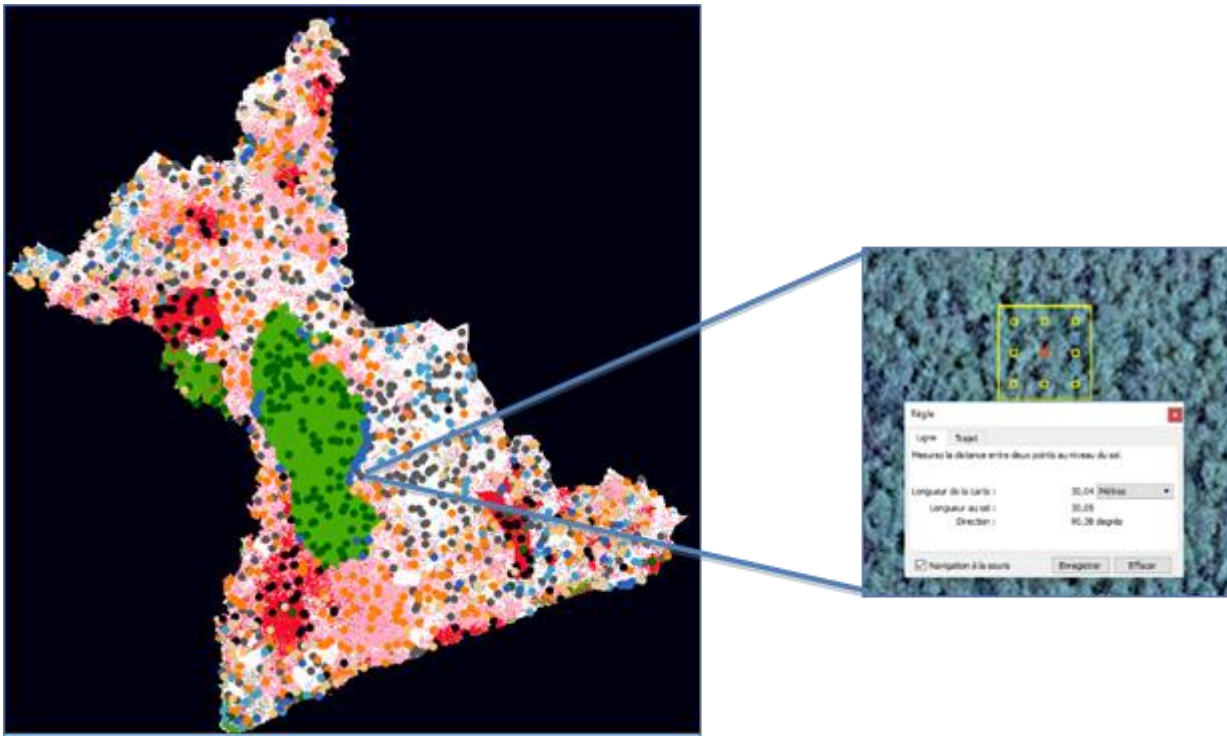 Règle
Ligne Trajet
Mesurez la distance entre deux points au niveau du sol.
Longueur de la carte : 30,04 Mètres
Longueur au sol : 30,05
Direction : 90,38 degrés
Navigation à la souris Enregistrer Effacer